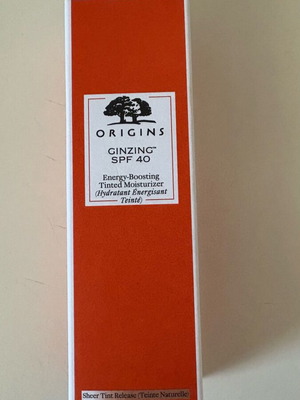 ORIGINS
GINZING™
SPF 40
Energy-Boosting
Tinted Moisturizer
(Hydratant Énergisant
Teinté)
Sheer Tint Release (Teinte Naturelle)